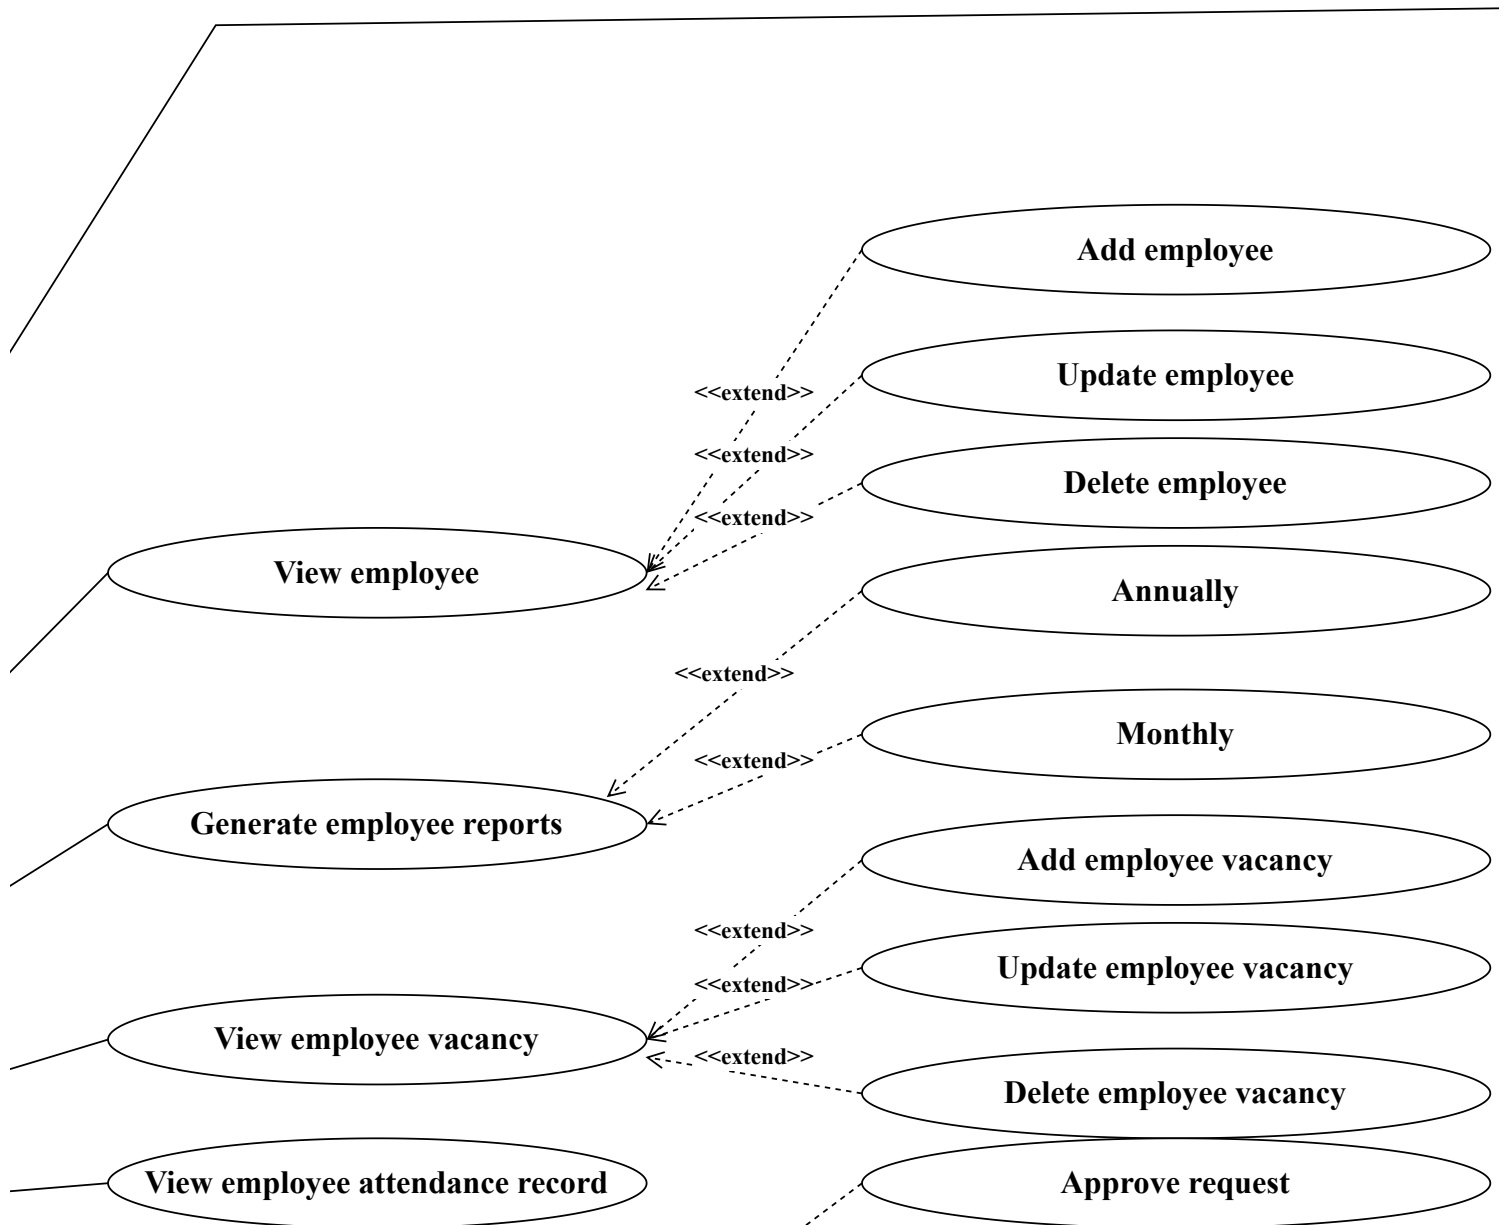 Add employee
Update employee
<<extend>>
<<extend>>
Delete employee
<<extend>>
View employee
Annually
<<extend>>
Monthly
<<extend>>
Generate employee reports
Add employee vacancy
<<extend>>
Update employee vacancy
<<extend>>
View employee vacancy
<<extend>>
Delete employee vacancy
View employee attendance record
Approve request